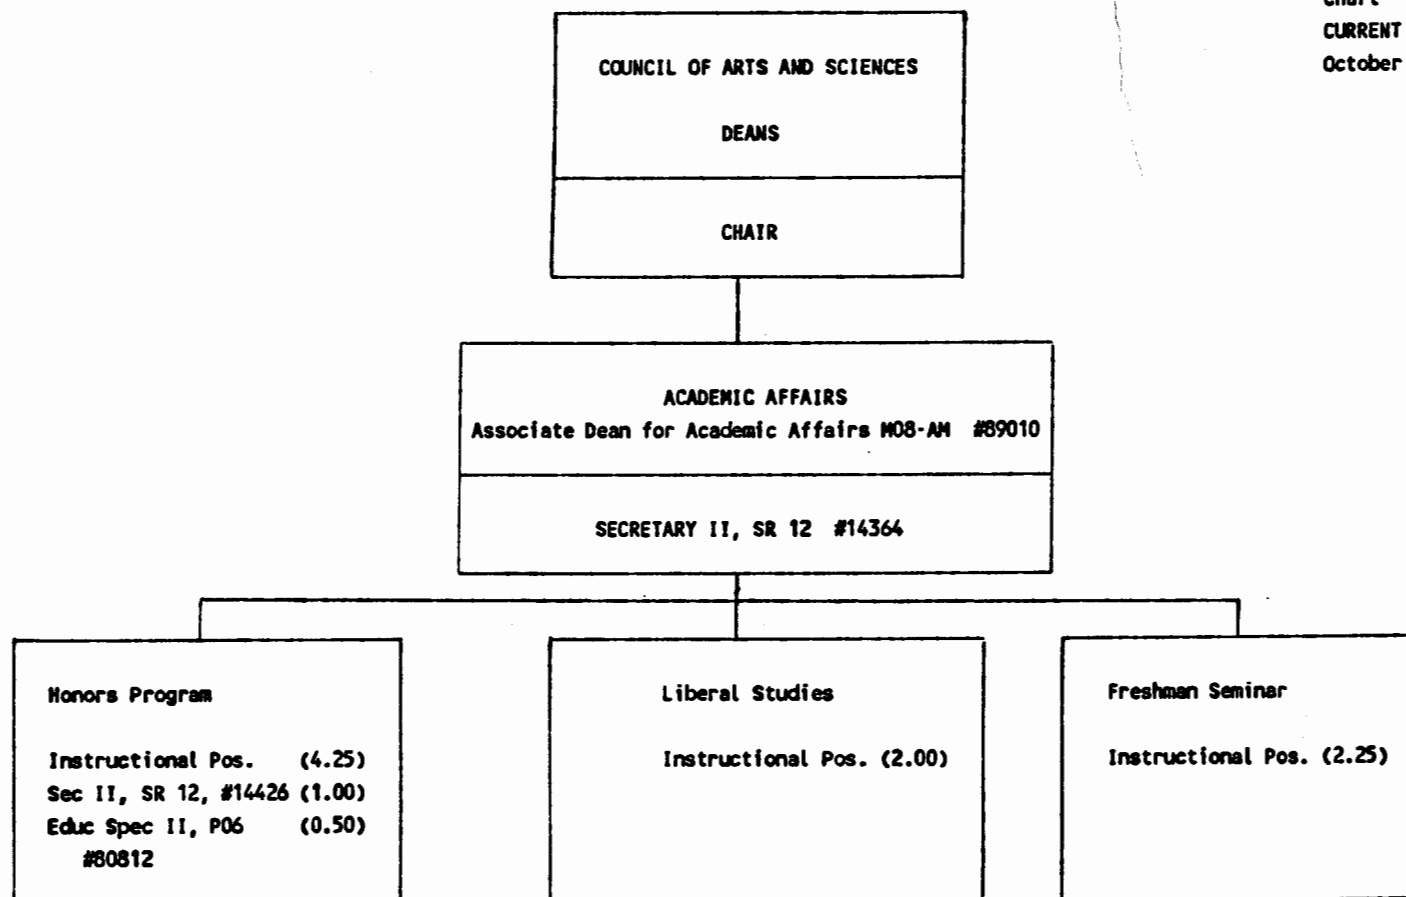 Chart
CURRENT
October
COUNCIL OF ARTS AND SCIENCES
DEANS
CHAIR
ACADEMIC AFFAIRS
Associate Dean for Academic Affairs M08-AM #89010
SECRETARY II, SR 12 #14364
Honors Program
Instructional Pos. (4.25)
Sec II, SR 12, #14426 (1.00)
Educ Spec II, P06 (0.50)
#80812
Liberal Studies
Instructional Pos. (2.00)
Freshman Seminar
Instructional Pos. (2.25)